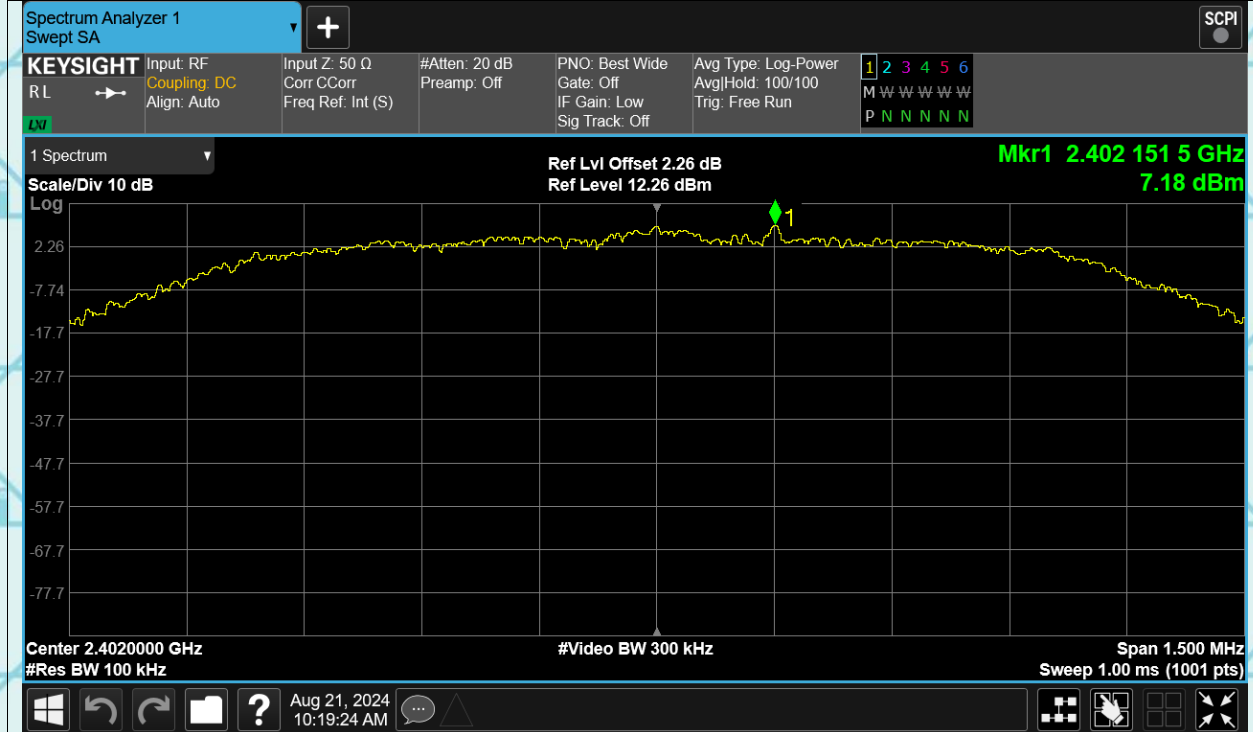 Spectrum Analyzer 1
Swept SA
SCPI
KEYSIGHT
R L
LXI
Input: RF
Coupling: DC
Align: Auto
Input Z: 50 Ω
Corr CCorr
Freq Ref: Int (S)
#Atten: 20 dB
Preamp: Off
PNO: Best Wide
Gate: Off
IF Gain: Low
Sig Track: Off
Avg Type: Log-Power
Avg|Hold: 100/100
Trig: Free Run
1 2 3 4 5 6
M W W W W W
P N N N N N
1 Spectrum
Scale/Div 10 dB
Ref Lvl Offset 2.26 dB
Ref Level 12.26 dBm
Mkr1 2.402 151 5 GHz
7.18 dBm
Log
1
2.26
-7.74
-17.7
-27.7
-37.7
-47.7
-57.7
-67.7
-77.7
Center 2.4020000 GHz
#Video BW 300 kHz
Span 1.500 MHz
#Res BW 100 kHz
Sweep 1.00 ms (1001 pts)
?
Aug 21, 2024
10:19:24 AM